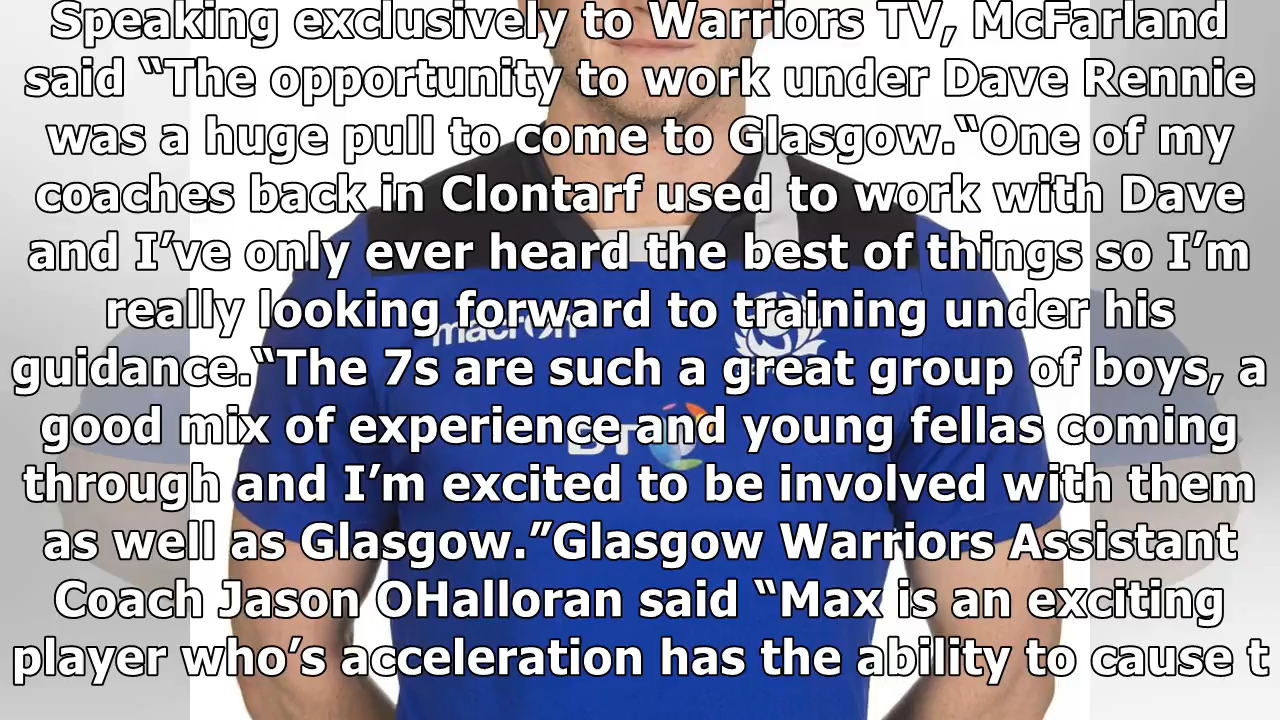 Speaking exclusively to Warriors TV, McFarland
said “The opportunity to work under Dave Rennie
was a huge pull to come to Glasgow.“One of my
coaches back in Clontarf used to work with Dave
and I’ve only ever heard the best of things so I’m
really looking forward to training under his
guidance.“The 7s are such a great group of boys, a
good mix of experience and young fellas coming
through and I’m excited to be involved with them
as well as Glasgow.”Glasgow Warriors Assistant
Coach Jason OHalloran said “Max is an exciting
player who’s acceleration has the ability to cause t
macron
BT